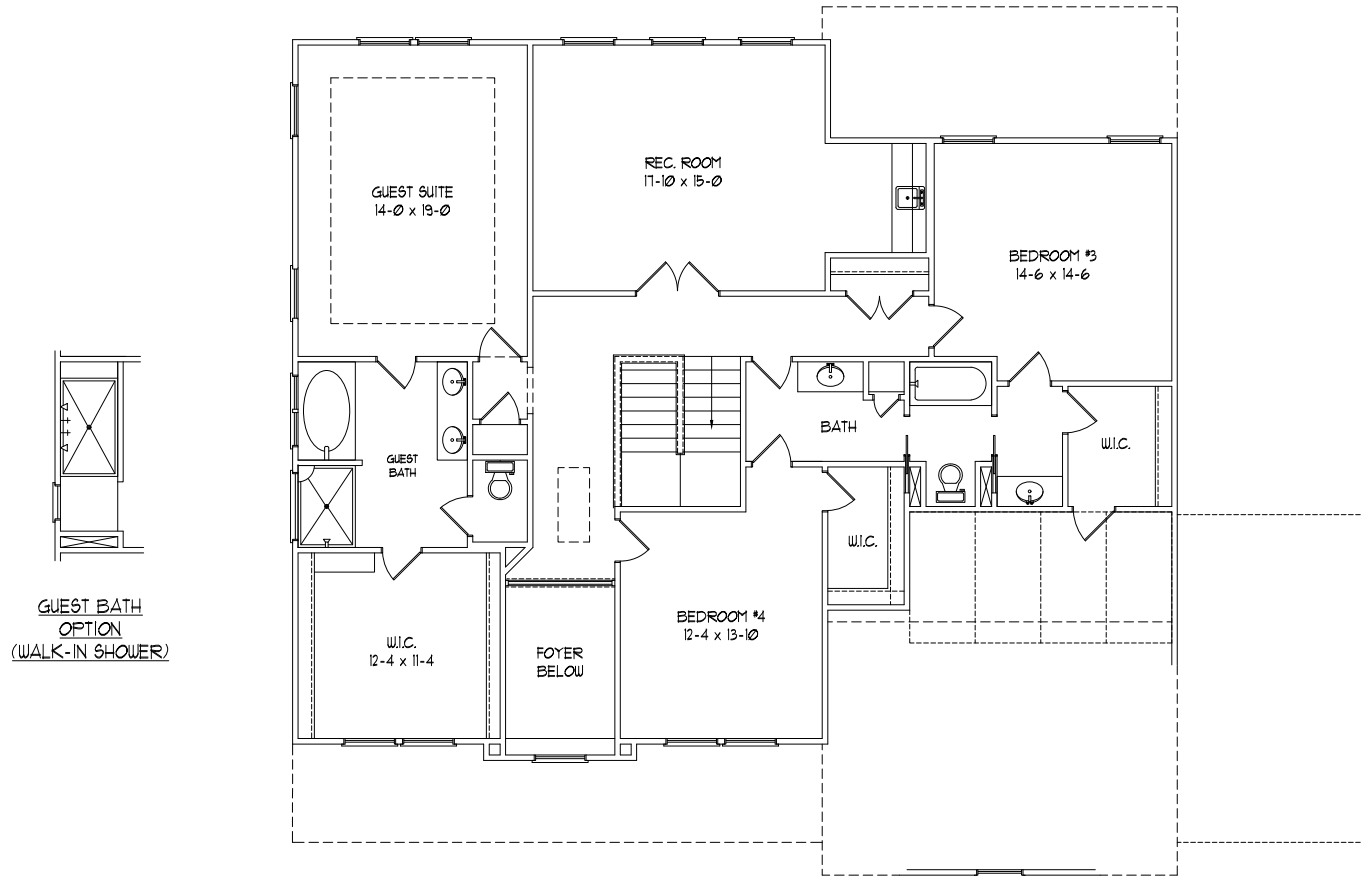 REC. ROOM
17-10 x 15-0
GUEST SUITE
14-0 x 19-0
BEDROOM #3
14-6 x 14-6
BATH
W.I.C.
GUEST
BATH
W.I.C.
GUEST BATH
OPTION
(WALK-IN SHOWER)
BEDROOM #4
12-4 x 13-10
W.I.C.
12-4 x 11-4
FOYER
BELOW